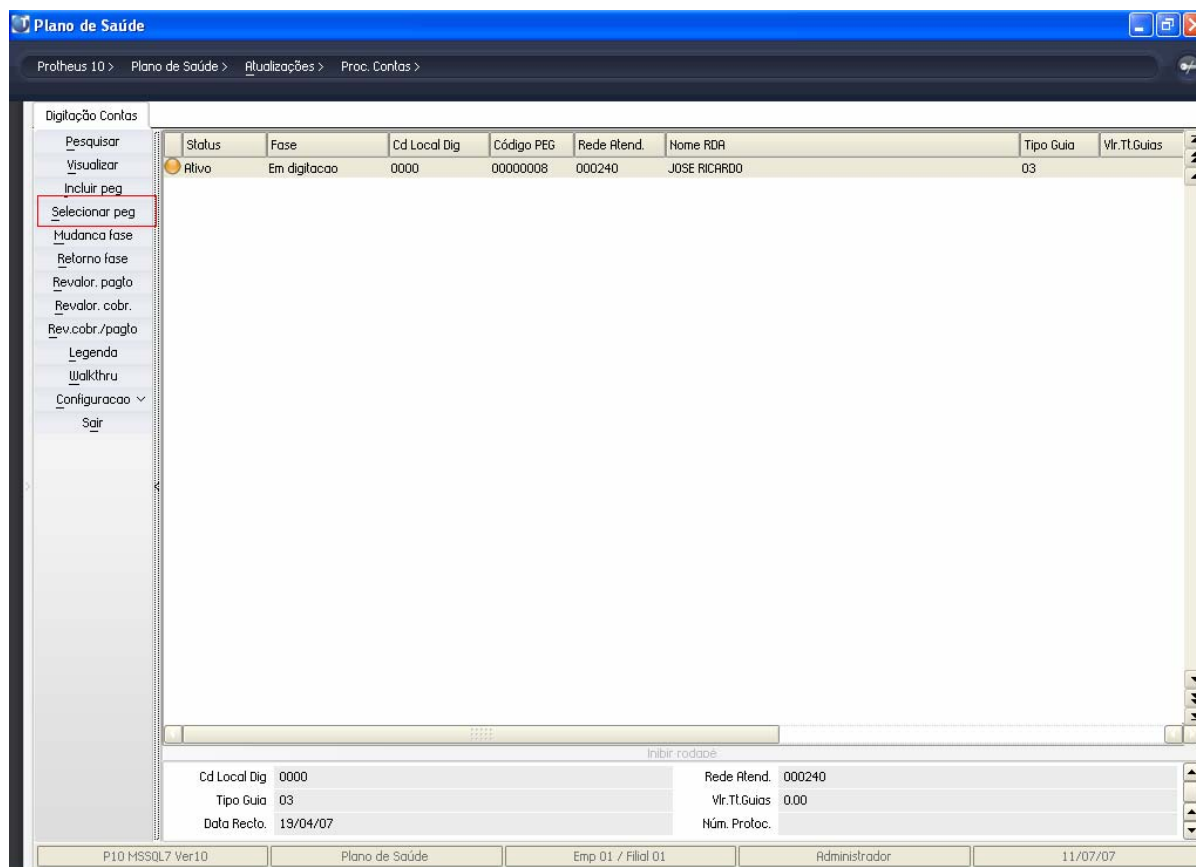 Plano de Saúde
Protheus 10 > Plano de Saúde > Atualizações > Proc. Contas >
Digitação Contas
Pesquisar
Visualizar
Incluir peg
Selecionar peg
Mudanca fase
Retorno fase
Revalor. pagto
Revalor. cobr.
Rev.cobr./pagto
Legenda
Walkthru
Configuracao
Sair
Status Fase Cd Local Dig Código PEG Rede Atend. Nome RDA Tipo Guia Vlr.Tt.Guias
Ativo Em digitacao 0000 00000008 000240 JOSE RICARDO 03
Inibir rodapé
Cd Local Dig 0000 Rede Atend. 000240
Tipo Guia 03 Vlr.Tt.Guias 0.00
Data Recto. 19/04/07 Núm. Protoc.
P10 MSSQL7 Ver10 Plano de Saúde Emp 01 / Filial 01 Administrador 11/07/07